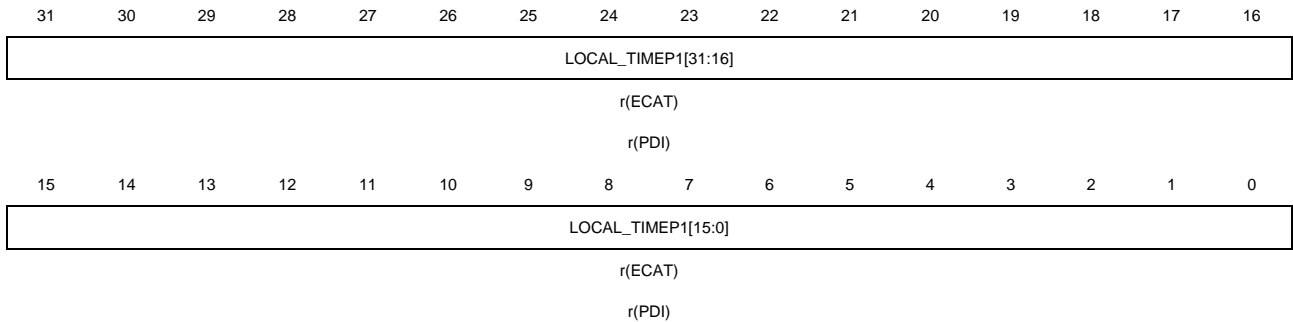 31 30 29 28 27 26 25 24 23 22 21 20 19 18 17 16
LOCAL_TIMEP1[31:16]
r(ECAT)
r(PDI)
15 14 13 12 11 10 9 8 7 6 5 4 3 2 1 0
LOCAL_TIMEP1[15:0]
r(ECAT)
r(PDI)